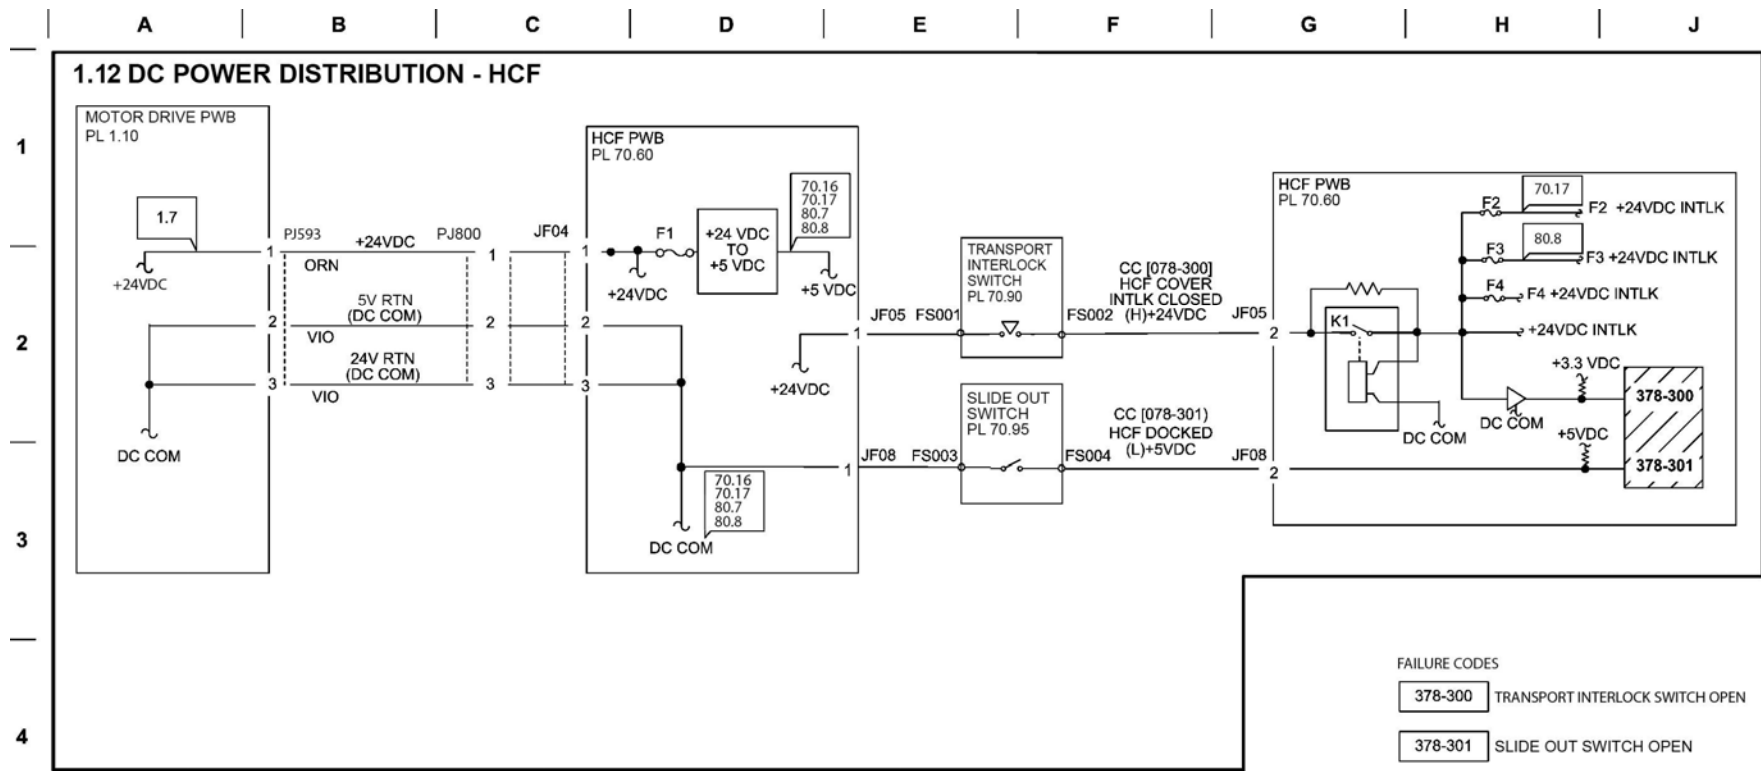 A B C D E F G H J
1
2
3
4
1.12 DC POWER DISTRIBUTION - HCF
MOTOR DRIVE PWB
PL 1.10
1.7
+24VDC
DC COM
1
2
3
PJ593
+24VDC
ORN
5V RTN
(DC COM)
VIO
24V RTN
(DC COM)
VIO
PJ800
1
2
3
JF04
1
2
3
HCF PWB
PL 70.60
F1
+24VDC
+24 VDC
TO
+5 VDC
70.16
70.17
80.7
80.8
+5 VDC
+24VDC
70.16
70.17
80.7
80.8
DC COM
1
JF05 FS001
TRANSPORT
INTERLOCK
SWITCH
PL 70.90
FS002
CC [078-300]
HCF COVER
INTLK CLOSED
(H)+24VDC
JF05
2
1
JF08 FS003
SLIDE OUT
SWITCH
PL 70.95
FS004
CC [078-301)
HCF DOCKED
(L)+5VDC
JF08
2
HCF PWB
PL 70.60
K1
DC COM
F2
70.17
F2 +24VDC INTLK
F3
80.8
F3 +24VDC INTLK
F4
F4 +24VDC INTLK
+24VDC INTLK
+3.3 VDC
DC COM
+5VDC
378-300
378-301
FAILURE CODES
378-300 TRANSPORT INTERLOCK SWITCH OPEN
378-301 SLIDE OUT SWITCH OPEN